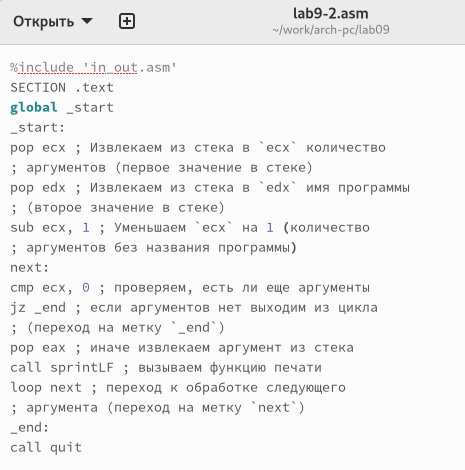 Открыть
lab9-2.asm
~/work/arch-pc/lab09
%include 'in_out.asm'
SECTION .text
global _start
_start:
pop ecx ; Извлекаем из стека в `ecx` количество
; аргументов (первое значение в стеке)
pop edx ; Извлекаем из стека в `edx` имя программы
; (второе значение в стеке)
sub ecx, 1 ; Уменьшаем `ecx` на 1 (количество
; аргументов без названия программы)
next:
cmp ecx, 0 ; проверяем, есть ли еще аргументы
jz _end ; если аргументов нет выходим из цикла
; (переход на метку `_end`)
pop eax ; иначе извлекаем аргумент из стека
call sprintLF ; вызываем функцию печати
loop next ; переход к обработке следующего
; аргумента (переход на метку `next`)
_end:
call quit